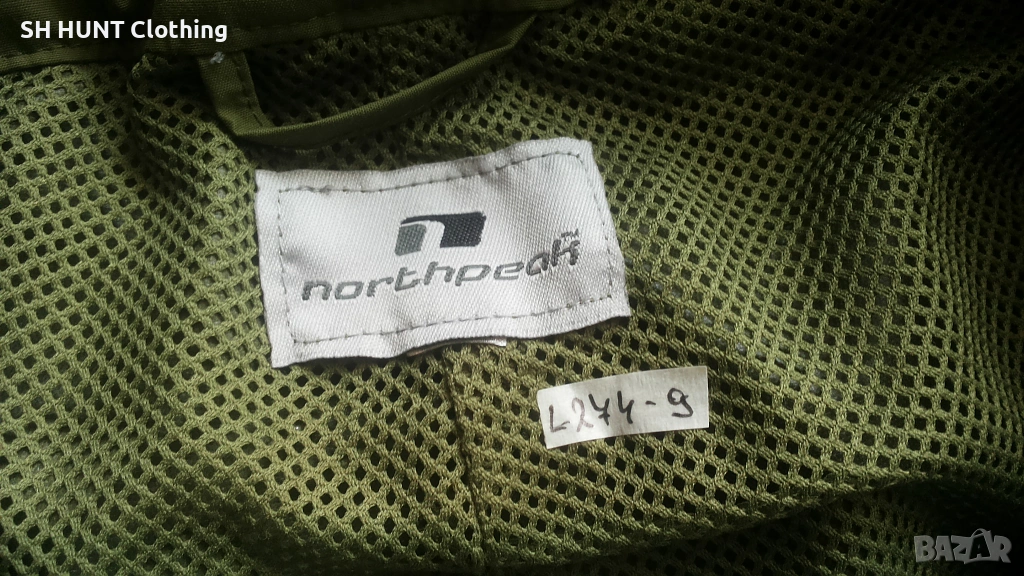 SH HUNT Clothing
n
northpeak
L274-9
BAZAR